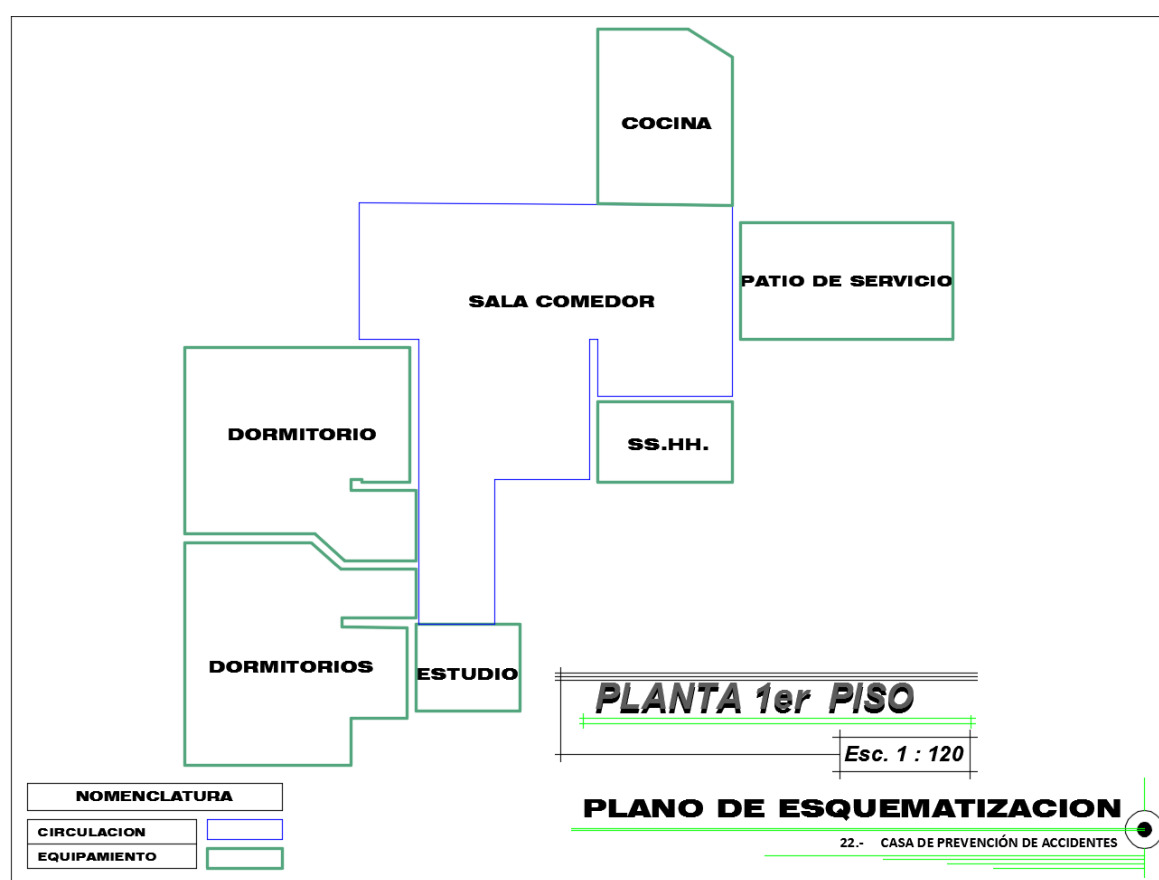 COCINA
PATIO DE SERVICIO
SALA COMEDOR
DORMITORIO
SS.HH.
DORMITORIOS
ESTUDIO
PLANTA 1er PISO
Esc. 1 : 120
NOMENCLATURA
CIRCULACION
EQUIPAMIENTO
PLANO DE ESQUEMATIZACION
22.- CASA DE PREVENCIÓN DE ACCIDENTES